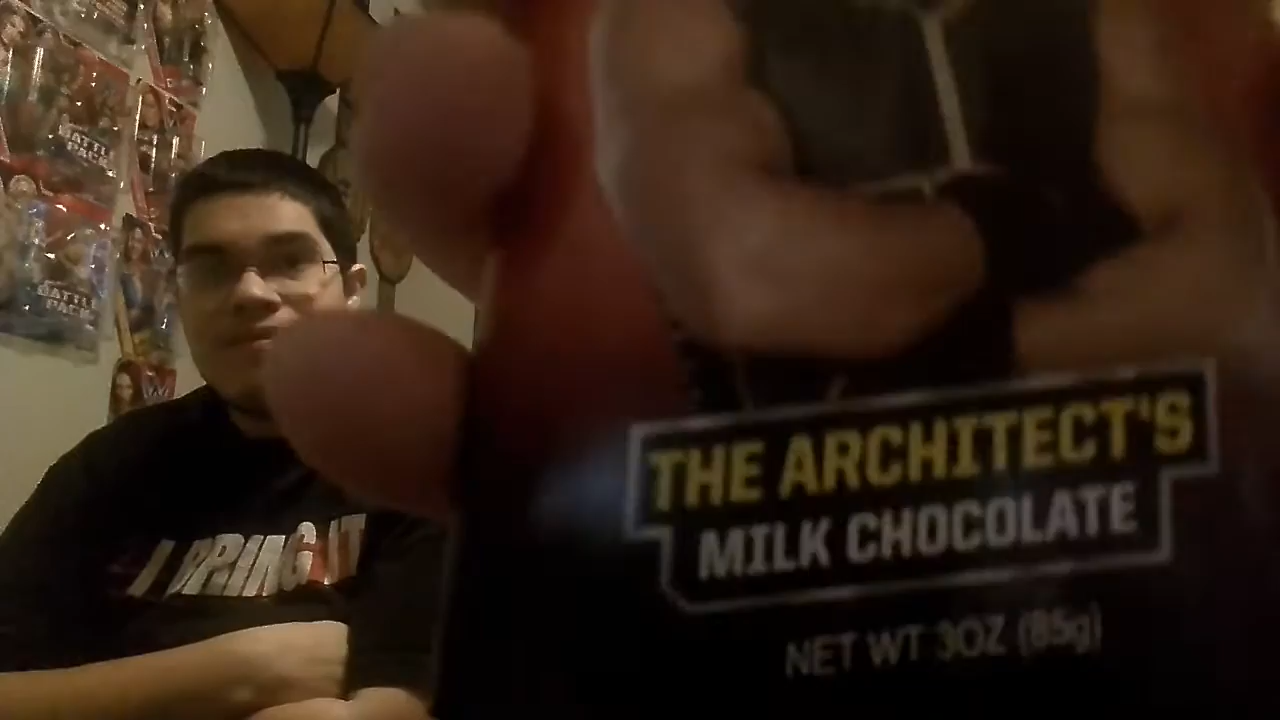 BATTLE
PACK
BATTLE
PACK
W
I BRING IT
THE ARCHITECT'S
MILK CHOCOLATE
NET WT 3OZ (85g)